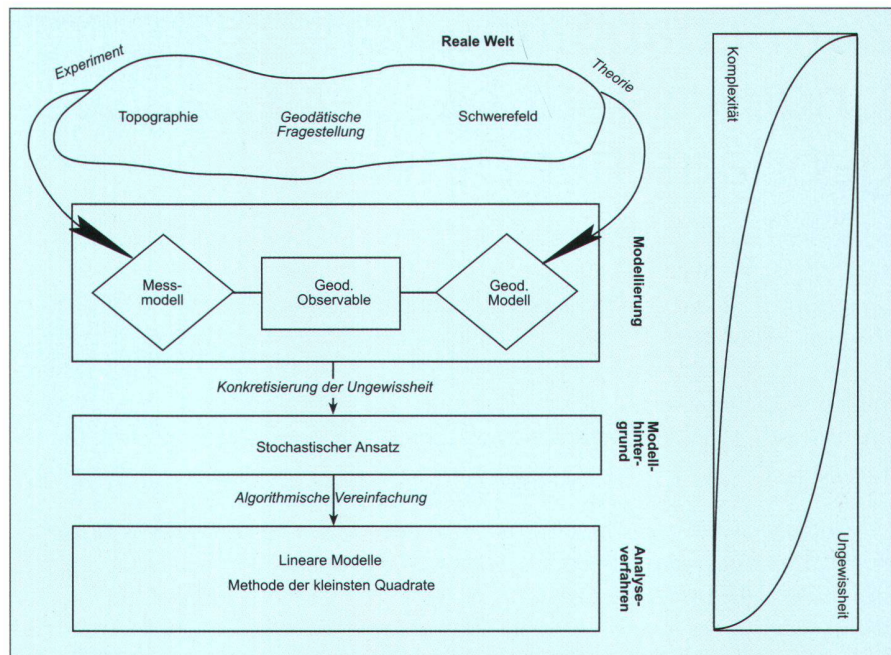 Reale Welt
Experiment
Theorie
Topographie
Geodätische
Fragestellung
Schwerefeld
Mess-
modell
Geod.
Observable
Geod.
Modell
Modellierung
Konkretisierung der Ungewissheit
Stochastischer Ansatz
Modell-
hinter-
grund
Algorithmische Vereinfachung
Lineare Modelle
Methode der kleinsten Quadrate
Analyse-
verfahren
Komplexität
Ungewissheit